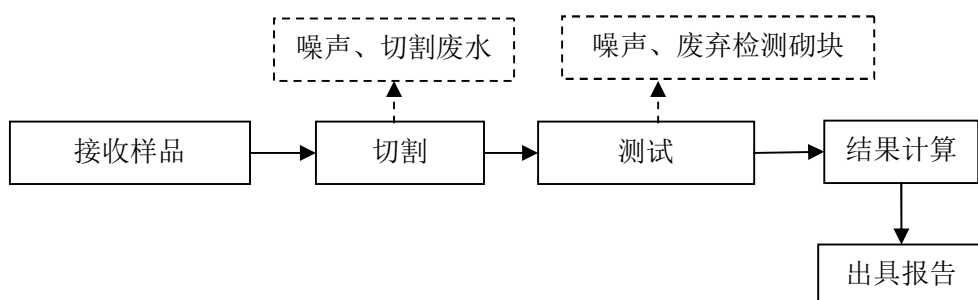 噪声、切割废水
噪声、废弃检测砌块
接收样品
切割
测试
结果计算
出具报告